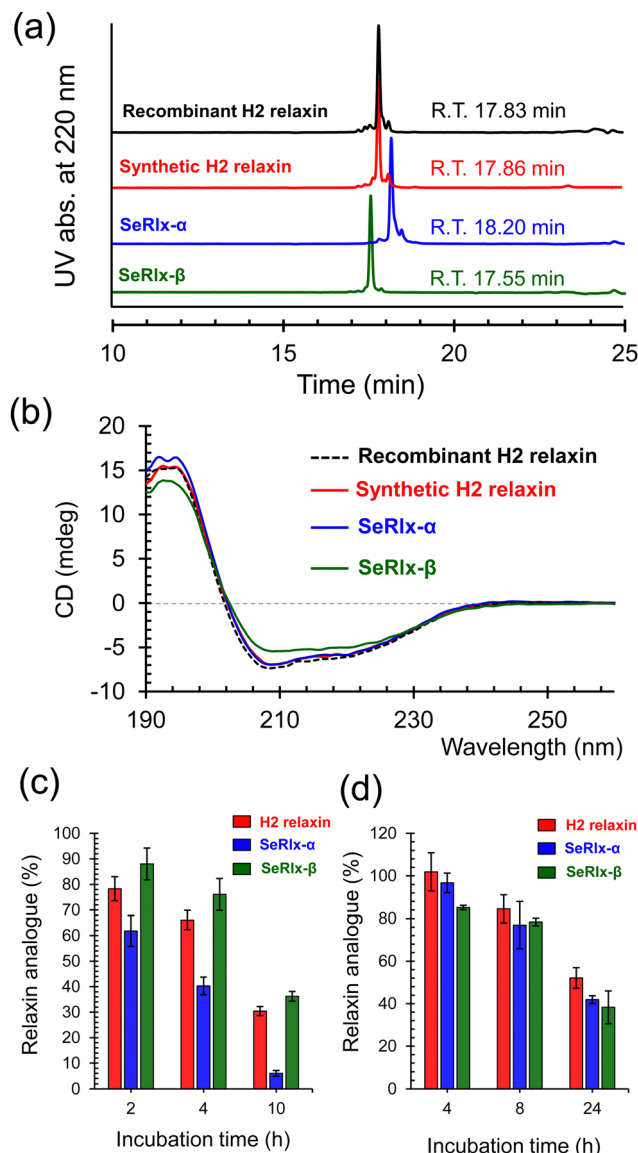 (a)
UV abs. at 220 nm
Recombinant H2 relaxin R.T. 17.83 min
Synthetic H2 relaxin R.T. 17.86 min
SeRlx-α R.T. 18.20 min
SeRlx-β R.T. 17.55 min
10 15 20 25
Time (min)
(b)
CD (mdeg)
20
15
10
5
0
-5
-10
Recombinant H2 relaxin
Synthetic H2 relaxin
SeRlx-α
SeRlx-β
190 210 230 250
Wavelength (nm)
(c)
H2 relaxin
SeRlx-α
SeRlx-β
Relaxin analogue (%)
100
90
80
70
60
50
40
30
20
10
0
2 4 10
Incubation time (h)
(d)
H2 relaxin
SeRlx-α
SeRlx-β
Relaxin analogue (%)
120
100
80
60
40
20
0
4 8 24
Incubation time (h)